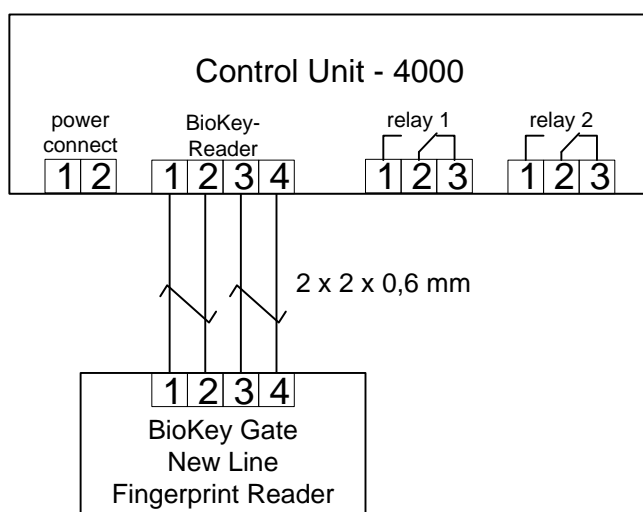 Control Unit - 4000
power
connect
BioKey-
Reader
relay 1
relay 2
1 2
1 2 3 4
1 2 3
1 2 3
2 x 2 x 0,6 mm
1 2 3 4
BioKey Gate
New Line
Fingerprint Reader